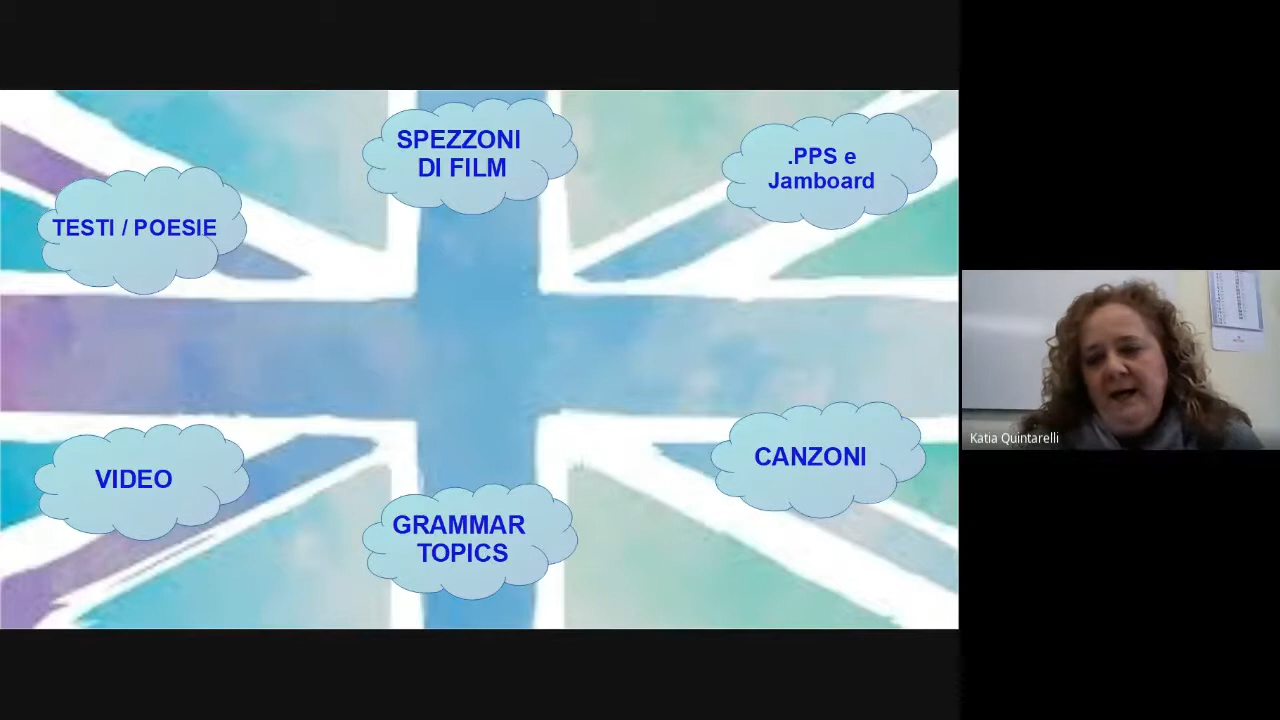 SPEZZONI
DI FILM
.PPS e
Jamboard
TESTI / POESIE
VIDEO
CANZONI
GRAMMAR
TOPICS
Katia Quintarelli